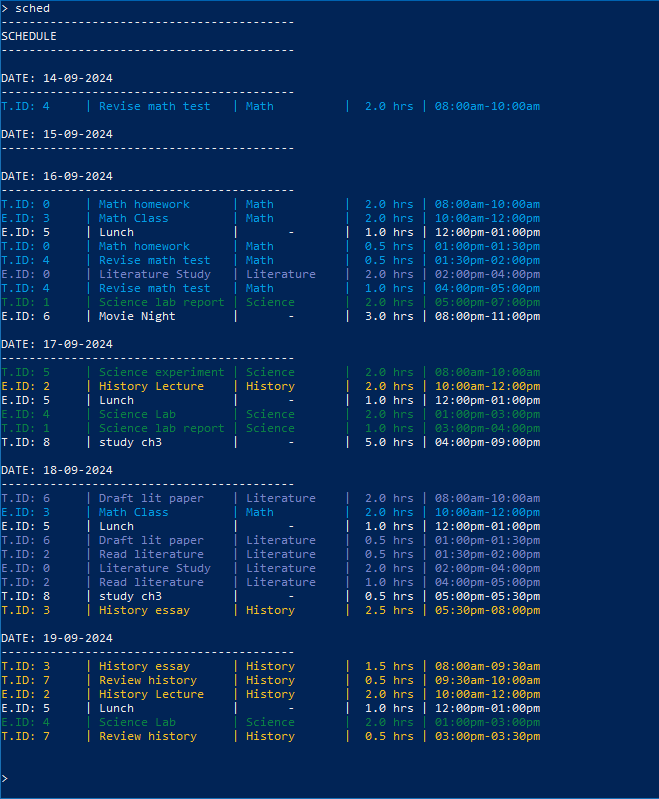 > sched
------------------------------------------
SCHEDULE
------------------------------------------
DATE: 14-09-2024
------------------------------------------
T.ID: 4     | Revise math test   | Math          |  2.0 hrs | 08:00am-10:00am
DATE: 15-09-2024
------------------------------------------
DATE: 16-09-2024
------------------------------------------
T.ID: 0     | Math homework      | Math          |  2.0 hrs | 08:00am-10:00am
E.ID: 3     | Math Class         | Math          |  2.0 hrs | 10:00am-12:00pm
E.ID: 5     | Lunch              |       -       |  1.0 hrs | 12:00pm-01:00pm
T.ID: 0     | Math homework      | Math          |  0.5 hrs | 01:00pm-01:30pm
T.ID: 4     | Revise math test   | Math          |  0.5 hrs | 01:30pm-02:00pm
E.ID: 0     | Literature Study   | Literature    |  2.0 hrs | 02:00pm-04:00pm
T.ID: 4     | Revise math test   | Math          |  1.0 hrs | 04:00pm-05:00pm
T.ID: 1     | Science lab report | Science       |  2.0 hrs | 05:00pm-07:00pm
E.ID: 6     | Movie Night        |       -       |  3.0 hrs | 08:00pm-11:00pm
DATE: 17-09-2024
------------------------------------------
T.ID: 5     | Science experiment | Science       |  2.0 hrs | 08:00am-10:00am
E.ID: 2     | History Lecture    | History       |  2.0 hrs | 10:00am-12:00pm
E.ID: 5     | Lunch              |       -       |  1.0 hrs | 12:00pm-01:00pm
E.ID: 4     | Science Lab        | Science       |  2.0 hrs | 01:00pm-03:00pm
T.ID: 1     | Science lab report | Science       |  1.0 hrs | 03:00pm-04:00pm
T.ID: 8     | study ch3          |       -       |  5.0 hrs | 04:00pm-09:00pm
DATE: 18-09-2024
------------------------------------------
T.ID: 6     | Draft lit paper    | Literature    |  2.0 hrs | 08:00am-10:00am
E.ID: 3     | Math Class         | Math          |  2.0 hrs | 10:00am-12:00pm
E.ID: 5     | Lunch              |       -       |  1.0 hrs | 12:00pm-01:00pm
T.ID: 6     | Draft lit paper    | Literature    |  0.5 hrs | 01:00pm-01:30pm
T.ID: 2     | Read literature    | Literature    |  0.5 hrs | 01:30pm-02:00pm
E.ID: 0     | Literature Study   | Literature    |  2.0 hrs | 02:00pm-04:00pm
T.ID: 2     | Read literature    | Literature    |  1.0 hrs | 04:00pm-05:00pm
T.ID: 8     | study ch3          |       -       |  0.5 hrs | 05:00pm-05:30pm
T.ID: 3     | History essay      | History       |  2.5 hrs | 05:30pm-08:00pm
DATE: 19-09-2024
------------------------------------------
T.ID: 3     | History essay      | History       |  1.5 hrs | 08:00am-09:30am
T.ID: 7     | Review history     | History       |  0.5 hrs | 09:30am-10:00am
E.ID: 2     | History Lecture    | History       |  2.0 hrs | 10:00am-12:00pm
E.ID: 5     | Lunch              |       -       |  1.0 hrs | 12:00pm-01:00pm
E.ID: 4     | Science Lab        | Science       |  2.0 hrs | 01:00pm-03:00pm
T.ID: 7     | Review history     | History       |  0.5 hrs | 03:00pm-03:30pm
>